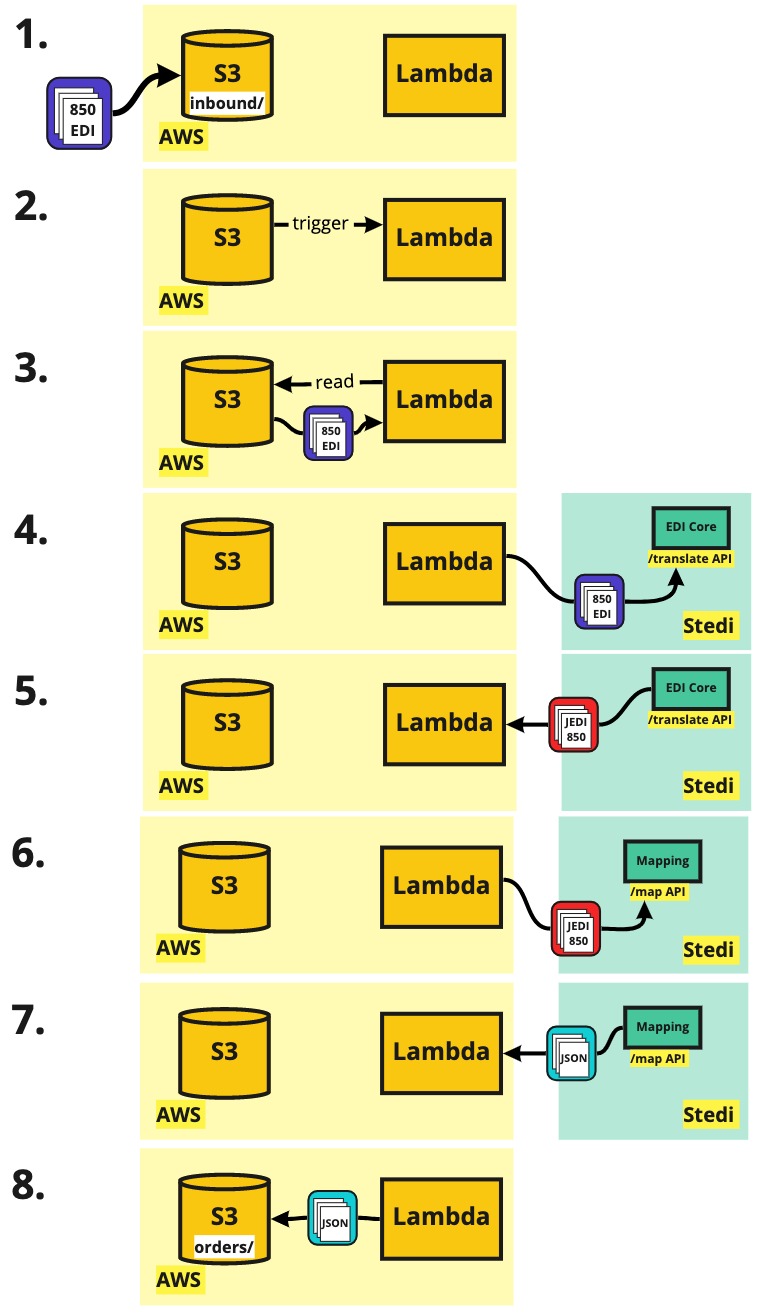 1.
850
EDI
S3
inbound/
Lambda
AWS
2.
S3
trigger
Lambda
AWS
3.
S3
read
850
EDI
Lambda
AWS
4.
S3
Lambda
AWS
850
EDI
EDI Core
/translate API
Stedi
5.
S3
Lambda
AWS
JEDI
850
EDI Core
/translate API
Stedi
6.
S3
Lambda
AWS
JEDI
850
Mapping
/map API
Stedi
7.
S3
Lambda
AWS
JSON
Mapping
/map API
Stedi
8.
S3
orders/
JSON
Lambda
AWS